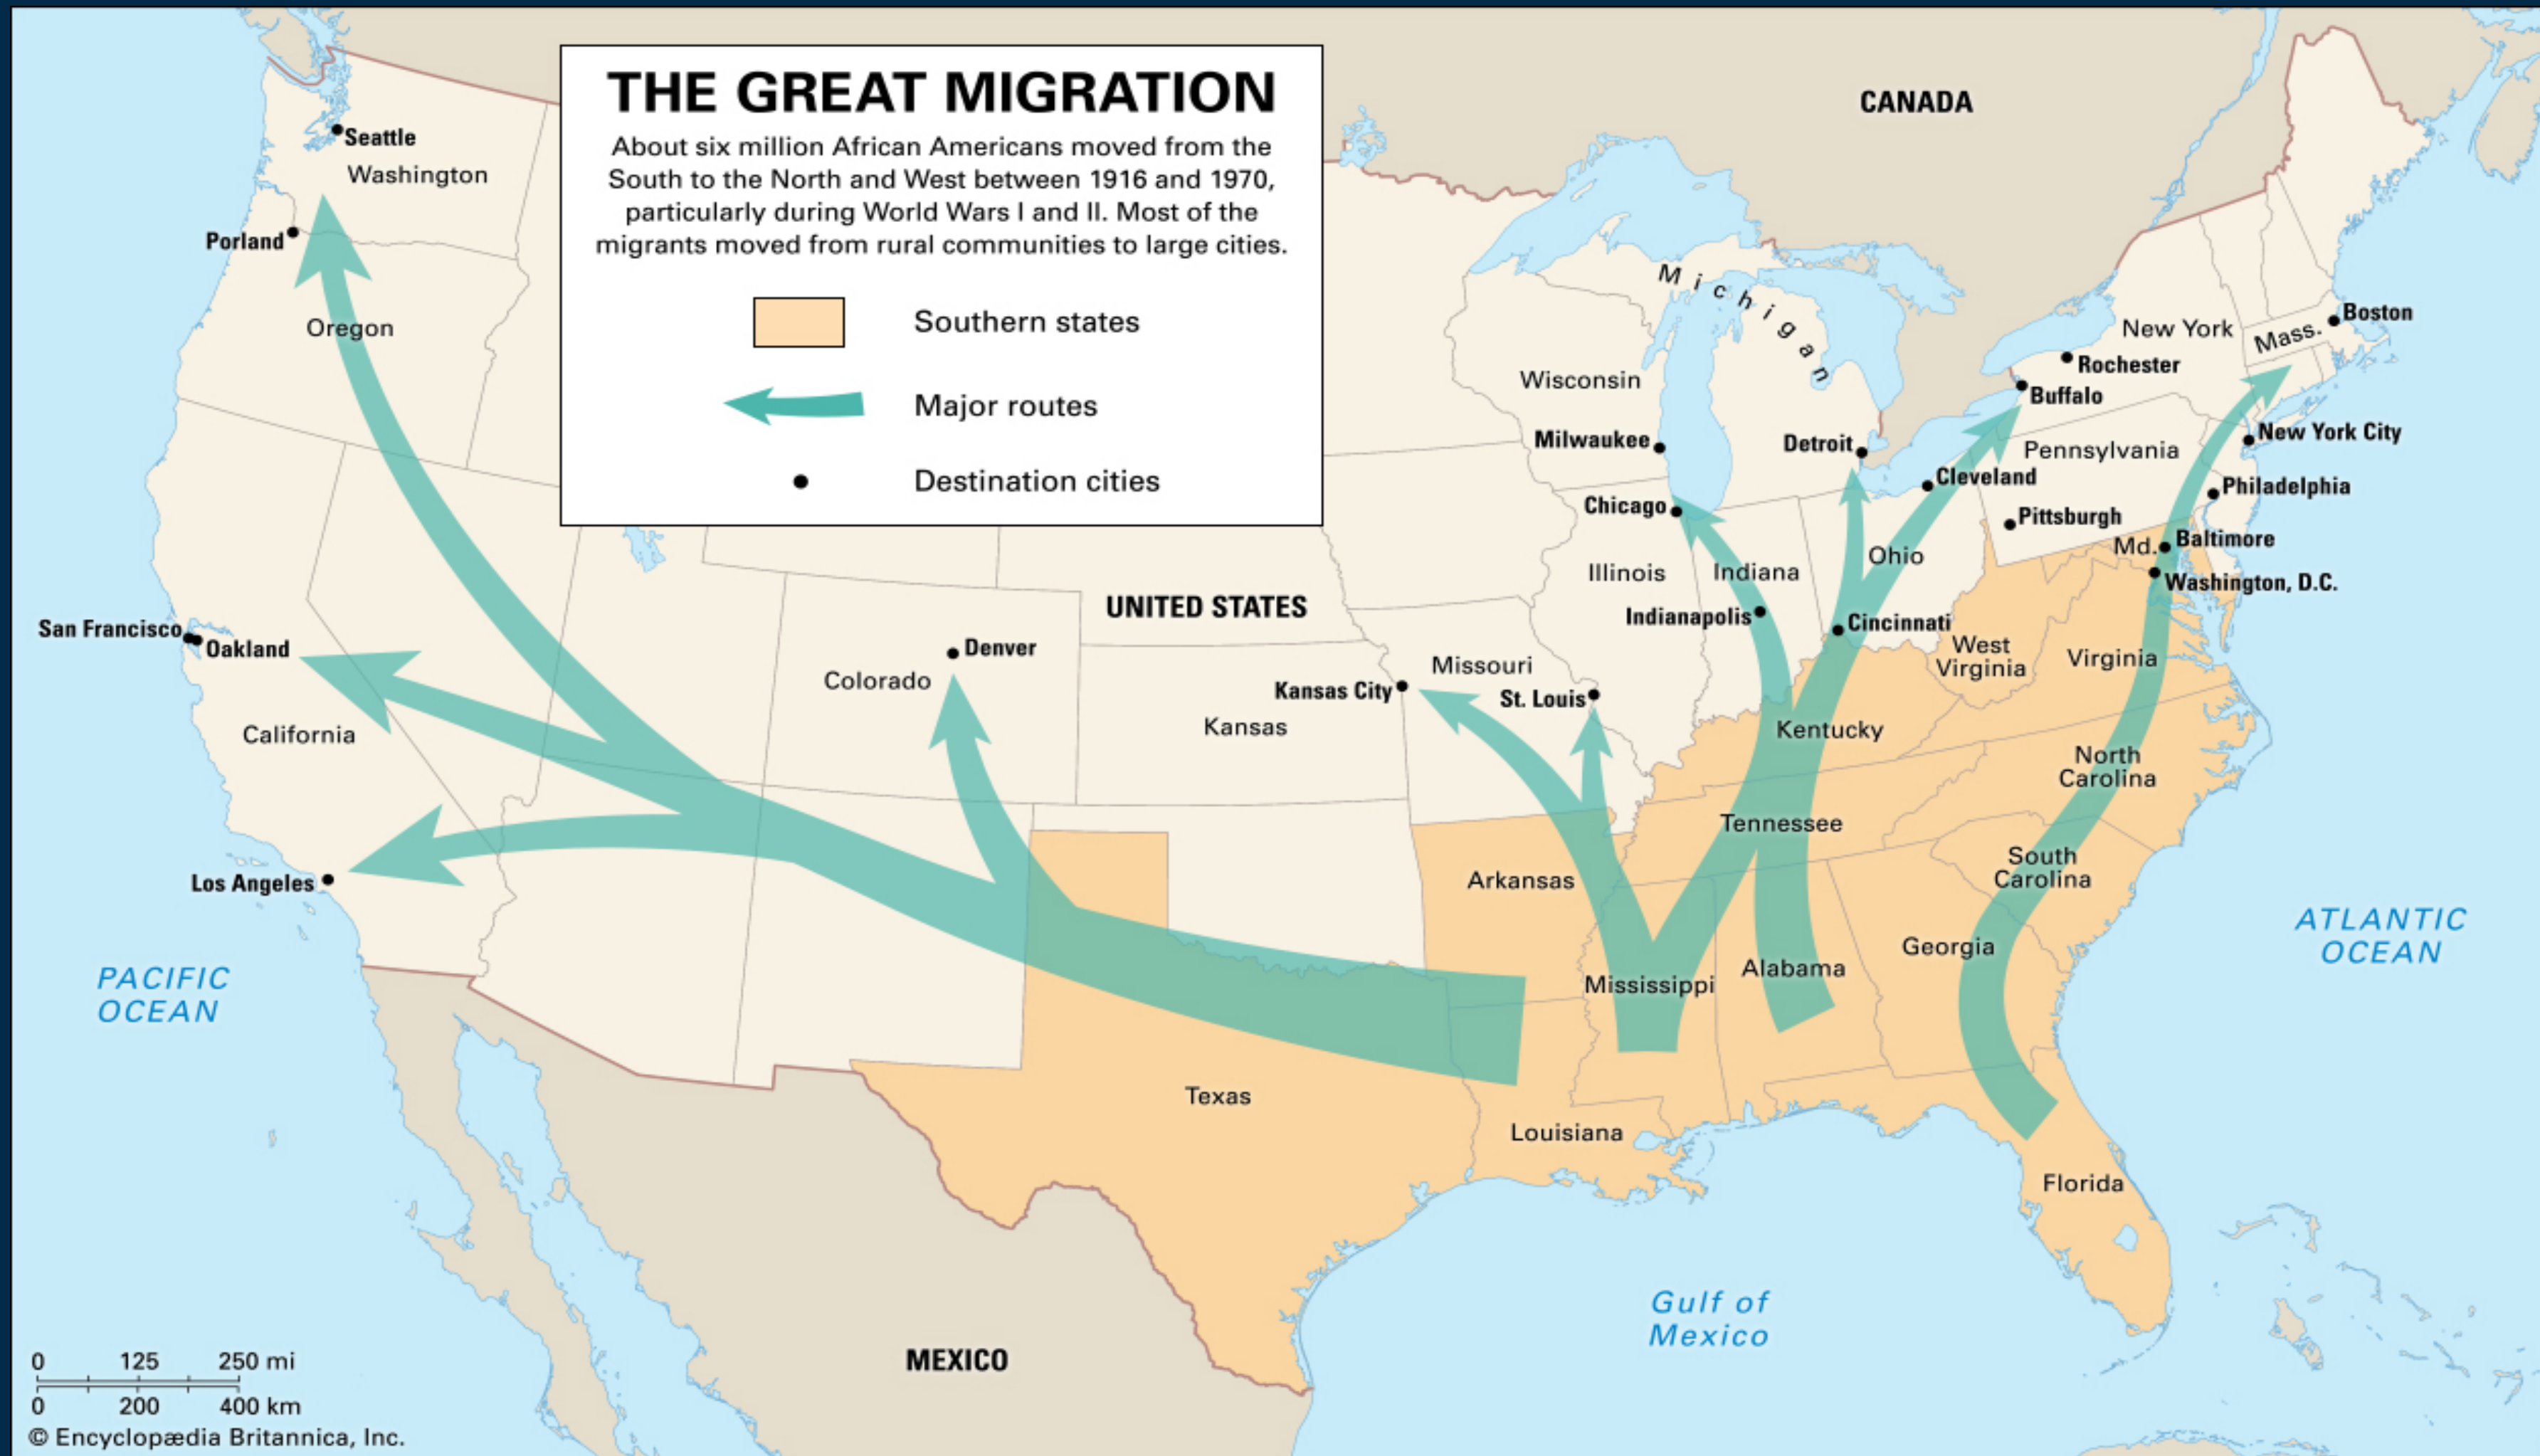 THE GREAT MIGRATION
About six million African Americans moved from the
South to the North and West between 1916 and 1970,
particularly during World Wars I and II. Most of the
migrants moved from rural communities to large cities.
Southern states
Major routes
Destination cities
CANADA
Seattle
Washington
Porland
Oregon
Michigan
Boston
New York
Mass.
Rochester
Wisconsin
Buffalo
Milwaukee
Detroit
New York City
Pennsylvania
Cleveland
Philadelphia
Chicago
Pittsburgh
Md.
Baltimore
Ohio
Illinois
Indiana
Washington, D.C.
UNITED STATES
Indianapolis
Cincinnati
San Francisco
Oakland
Denver
Colorado
West
Virginia
Virginia
Missouri
Kansas City
St. Louis
Kansas
California
Kentucky
North
Carolina
Tennessee
South
Carolina
Los Angeles
Arkansas
Georgia
ATLANTIC
OCEAN
Alabama
Mississippi
PACIFIC
OCEAN
Texas
Louisiana
Florida
Gulf of
Mexico
MEXICO
0 125 250 mi
0 200 400 km
© Encyclopædia Britannica, Inc.